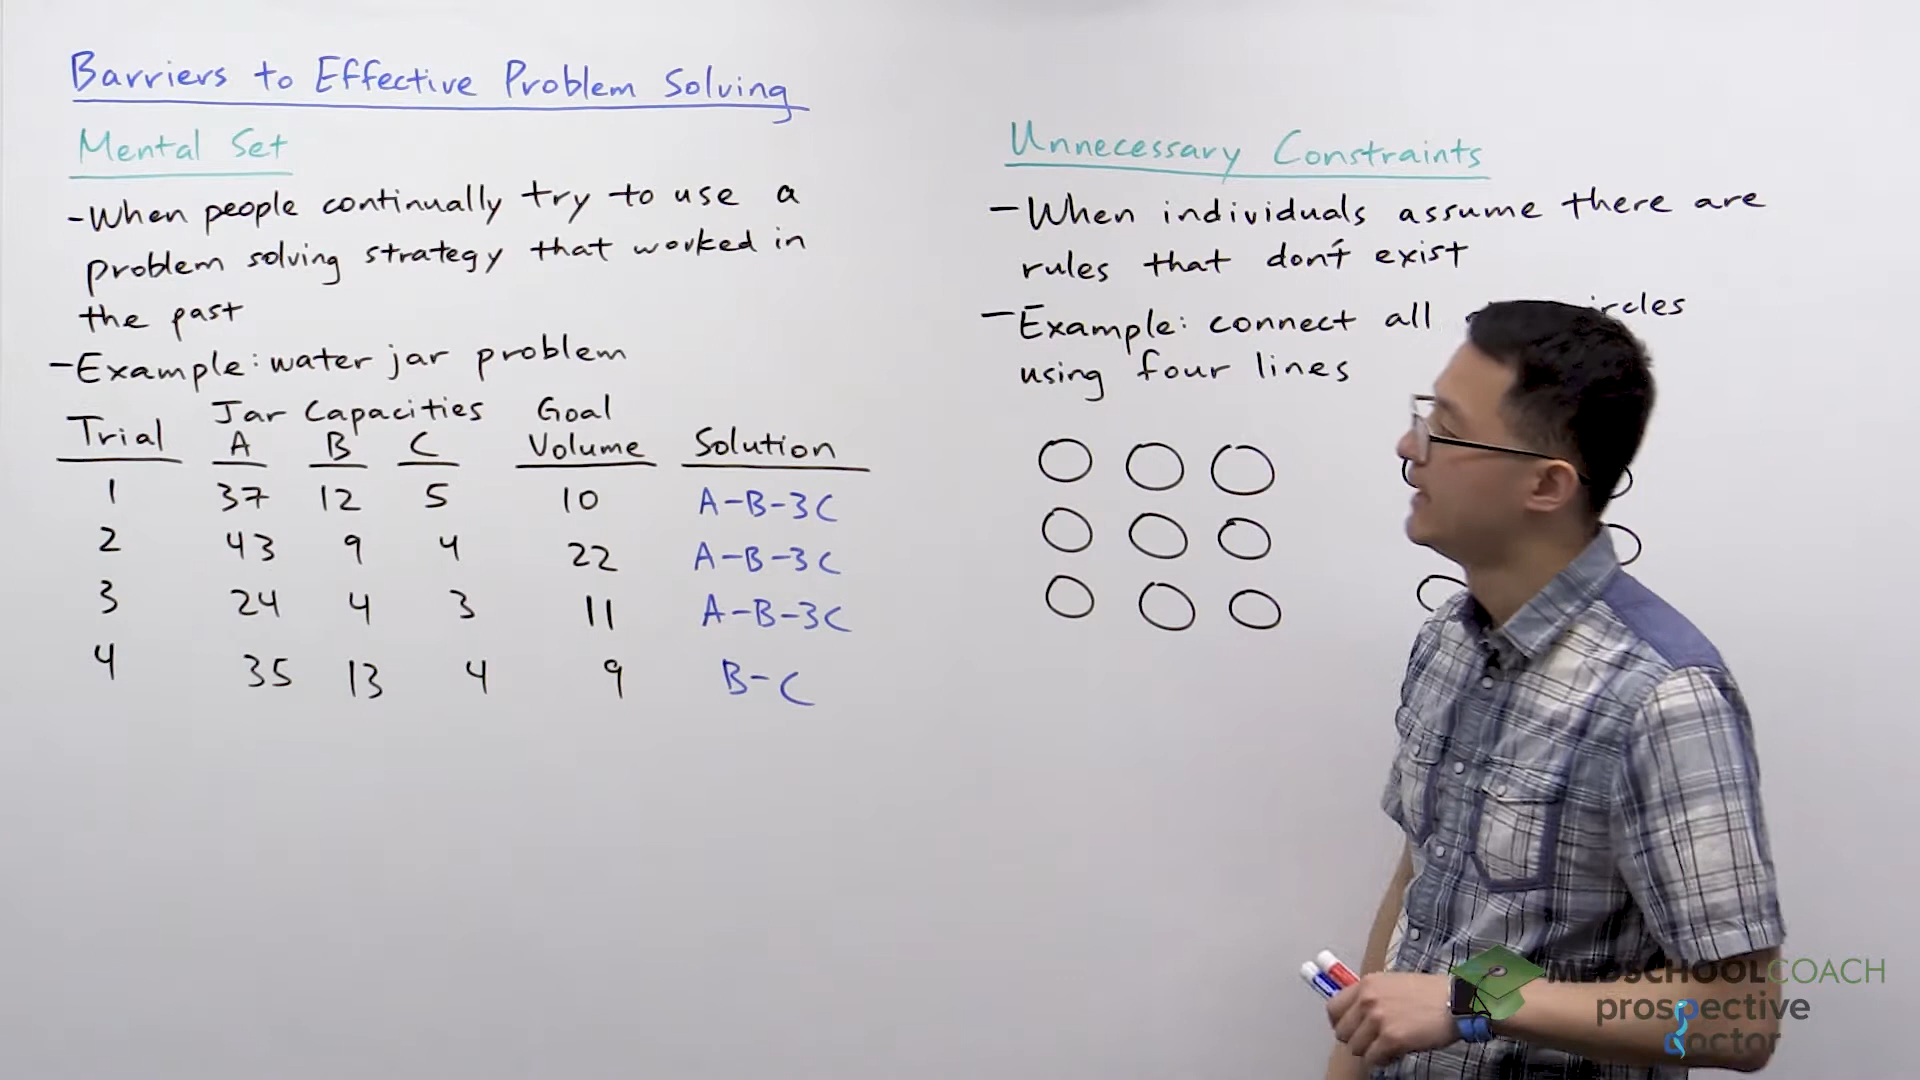 Barriers to Effective Problem Solving
Mental Set
-When people continually try to use a
problem solving strategy that worked in
the past
-Example: water jar problem
Trial Jar Capacities Goal Volume Solution
A B C
1 37 12 5 10 A-B-3C
2 43 9 4 22 A-B-3C
3 24 4 3 11 A-B-3C
4 35 13 4 9 B-C
Unnecessary Constraints
-When individuals assume there are
rules that don't exist
-Example: connect all
using four lines
MEDSCHOOLCOACH
prospective
doctor